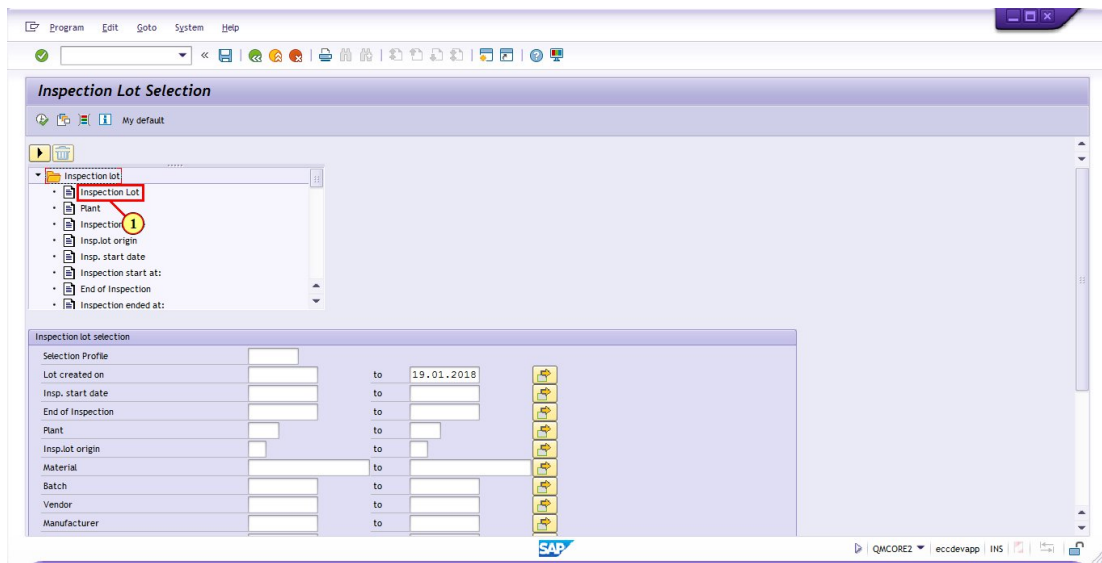 Program Edit Goto System Help
Inspection Lot Selection
My default
Inspection lot
Inspection Lot
Plant
Inspection
1
Insp.lot origin
Insp. start date
Inspection start at:
End of Inspection
Inspection ended at:
Inspection lot selection
Selection Profile
Lot created on to 19.01.2018
Insp. start date to
End of Inspection to
Plant to
Insp.lot origin to
Material to
Batch to
Vendor to
Manufacturer to
SAP QMCORE2 eccdevapp INS